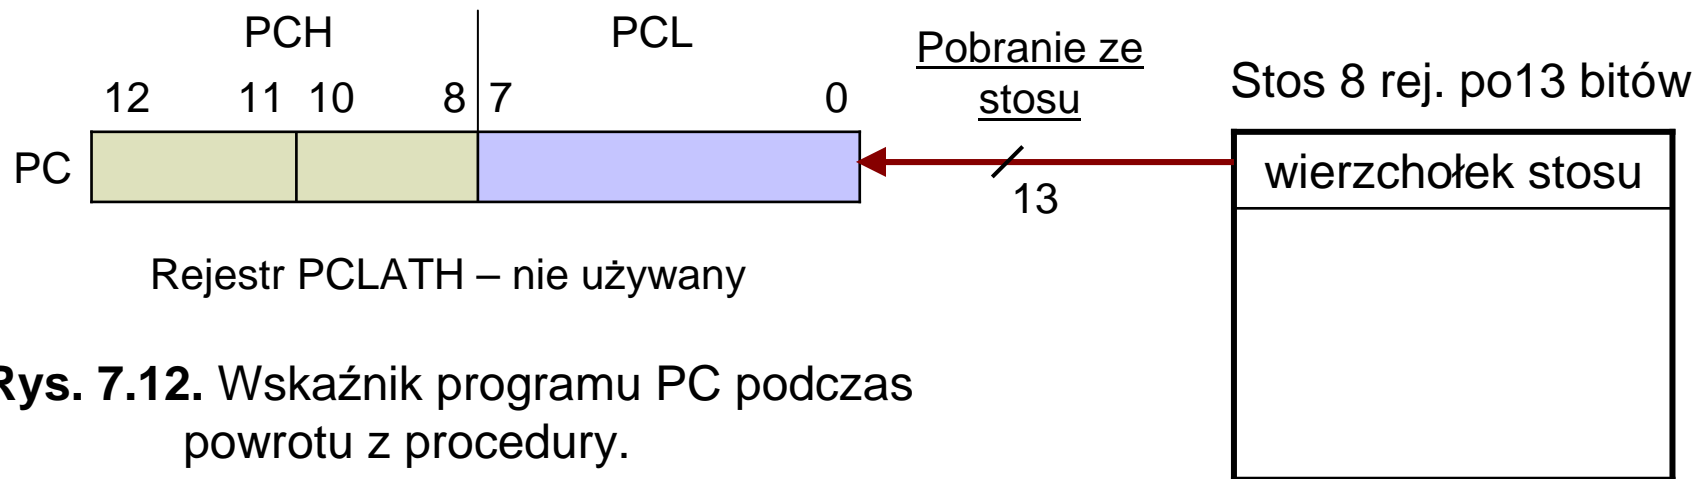 PCH PCL
12 11 10 8 7 0
PC
Pobranie ze
stosu
13
Stos 8 rej. po13 bitów
wierzchołek stosu
Rejestr PCLATH – nie używany
Rys. 7.12. Wskaźnik programu PC podczas
powrotu z procedury.